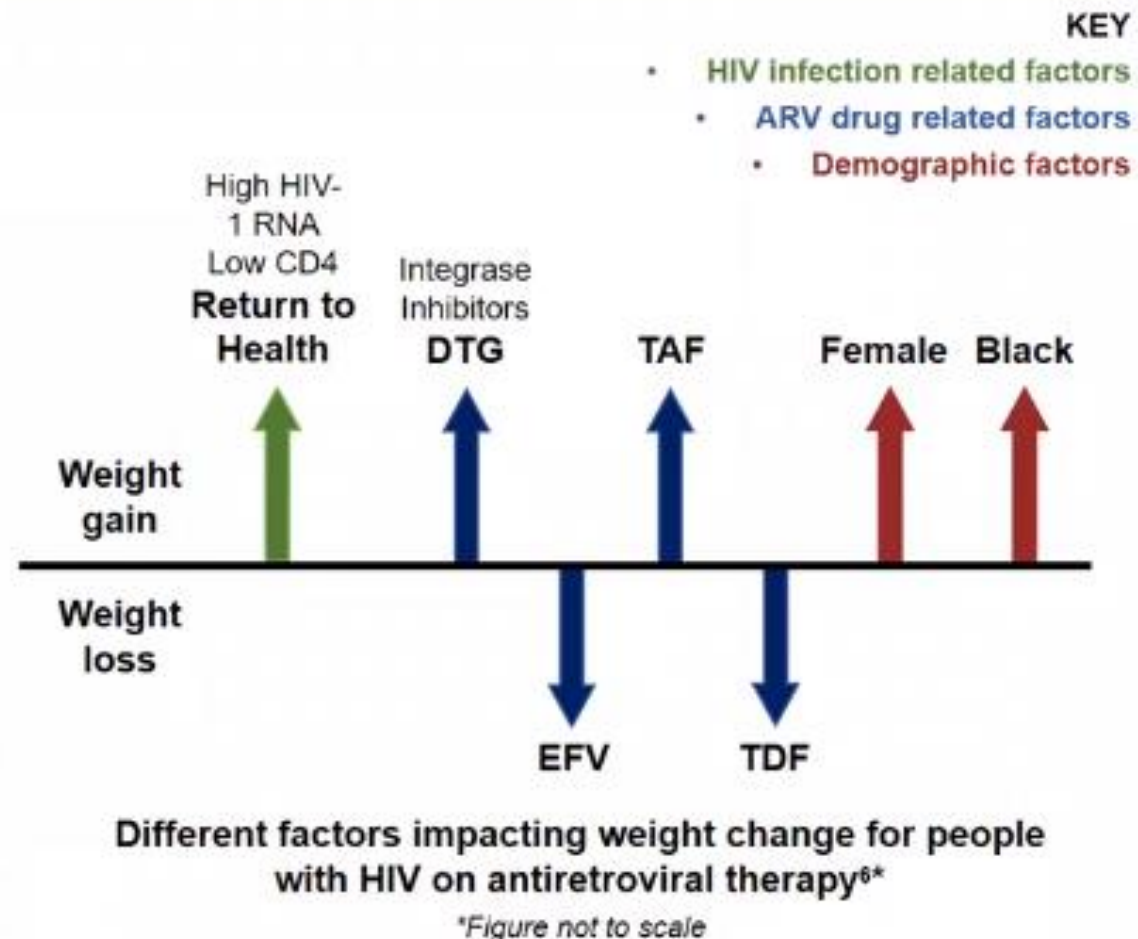 KEY
• HIV infection related factors
• ARV drug related factors
• Demographic factors
High HIV-
1 RNA
Low CD4
Return to
Health
Integrase
Inhibitors
DTG
TAF
Female
Black
Weight
gain
Weight
loss
EFV
TDF
Different factors impacting weight change for people
with HIV on antiretroviral therapy⁶*
*Figure not to scale